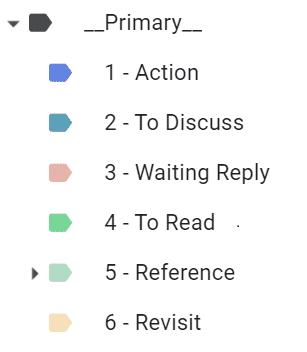 __Primary__
1 - Action
2 - To Discuss
3 - Waiting Reply
4 - To Read
5 - Reference
6 - Revisit